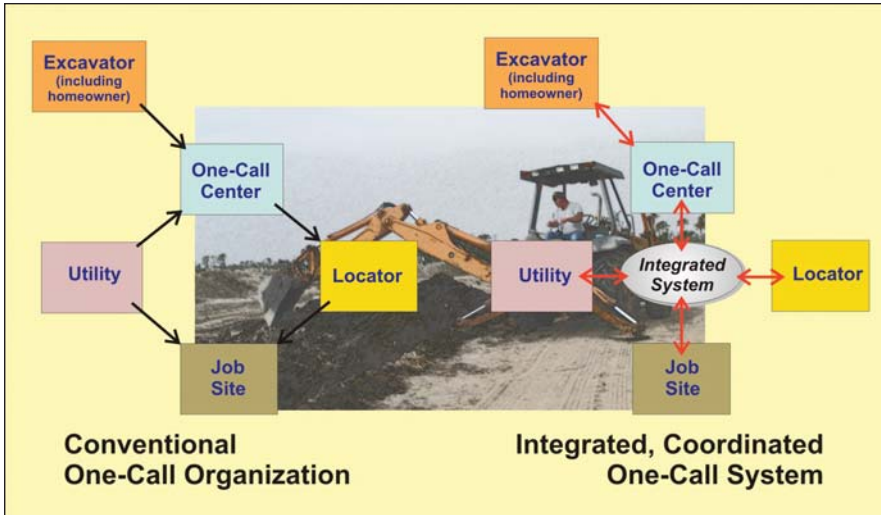 Excavator
(including
homeowner)
One-Call
Center
Utility
Locator
Job
Site
Conventional
One-Call Organization
Excavator
(including
homeowner)
One-Call
Center
Utility
Integrated
System
Locator
Job
Site
Integrated, Coordinated
One-Call System